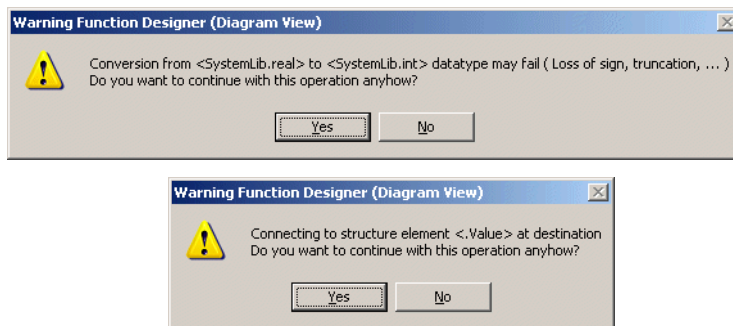 Warning Function Designer (Diagram View)
Conversion from <SystemLib.real> to <SystemLib.int> datatype may fail ( Loss of sign, truncation, ... )
Do you want to continue with this operation anyhow?
Yes No
Warning Function Designer (Diagram View)
Connecting to structure element <.Value> at destination
Do you want to continue with this operation anyhow?
Yes No